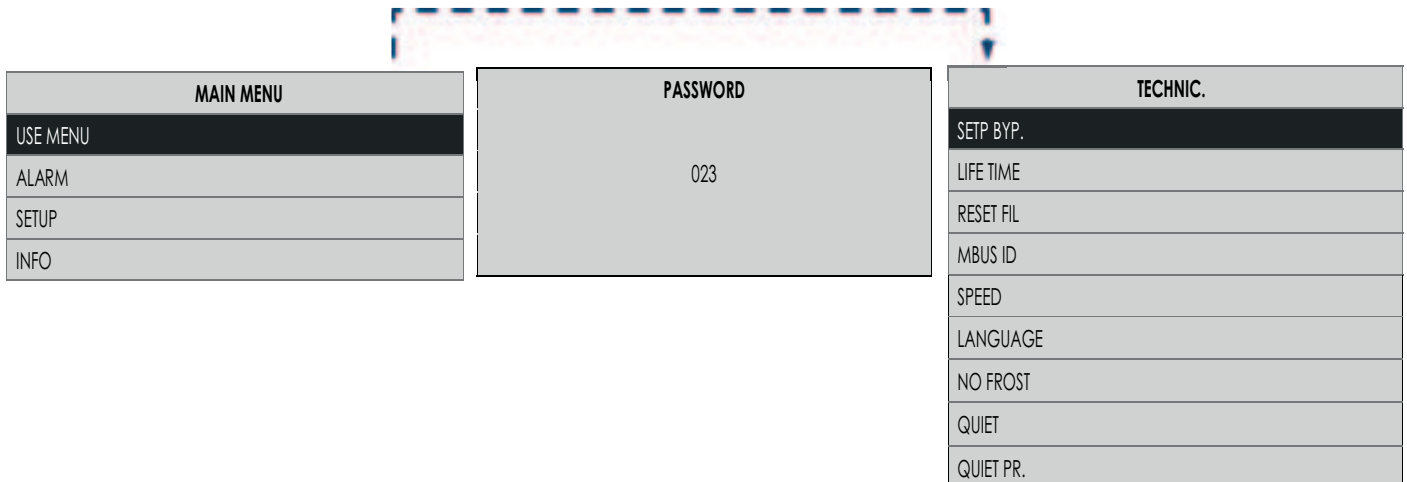 MAIN MENU
USE MENU
ALARM
SETUP
INFO
PASSWORD
023
TECHNIC.
SETP BYP.
LIFE TIME
RESET FIL
MBUS ID
SPEED
LANGUAGE
NO FROST
QUIET
QUIET PR.